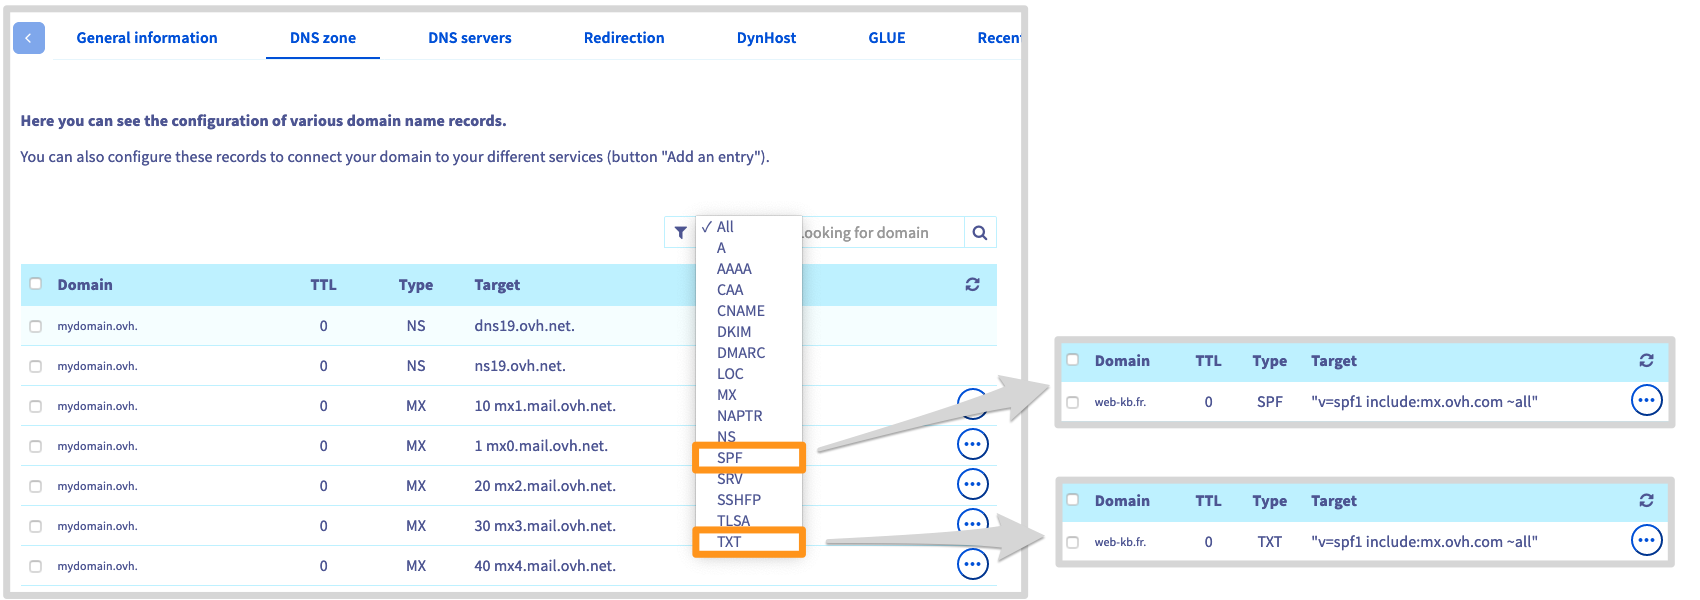 General information DNS zone DNS servers Redirection DynHost GLUE Recent
Here you can see the configuration of various domain name records.
You can also configure these records to connect your domain to your different services (button "Add an entry").
All
A
AAAA
CAA
CNAME
DKIM
DMARC
LOC
MX
NAPTR
NS
SPF
SRV
SSHFP
TLSA
TXT
ooking for domain
Domain TTL Type Target
mydomain.ovh. 0 NS dns19.ovh.net.
mydomain.ovh. 0 NS ns19.ovh.net.
mydomain.ovh. 0 MX 10 mx1.mail.ovh.net.
mydomain.ovh. 0 MX 1 mx0.mail.ovh.net.
mydomain.ovh. 0 MX 20 mx2.mail.ovh.net.
mydomain.ovh. 0 MX 30 mx3.mail.ovh.net.
mydomain.ovh. 0 MX 40 mx4.mail.ovh.net.
Domain TTL Type Target
web-kb.fr. 0 SPF "v=spf1 include:mx.ovh.com ~all"
Domain TTL Type Target
web-kb.fr. 0 TXT "v=spf1 include:mx.ovh.com ~all"